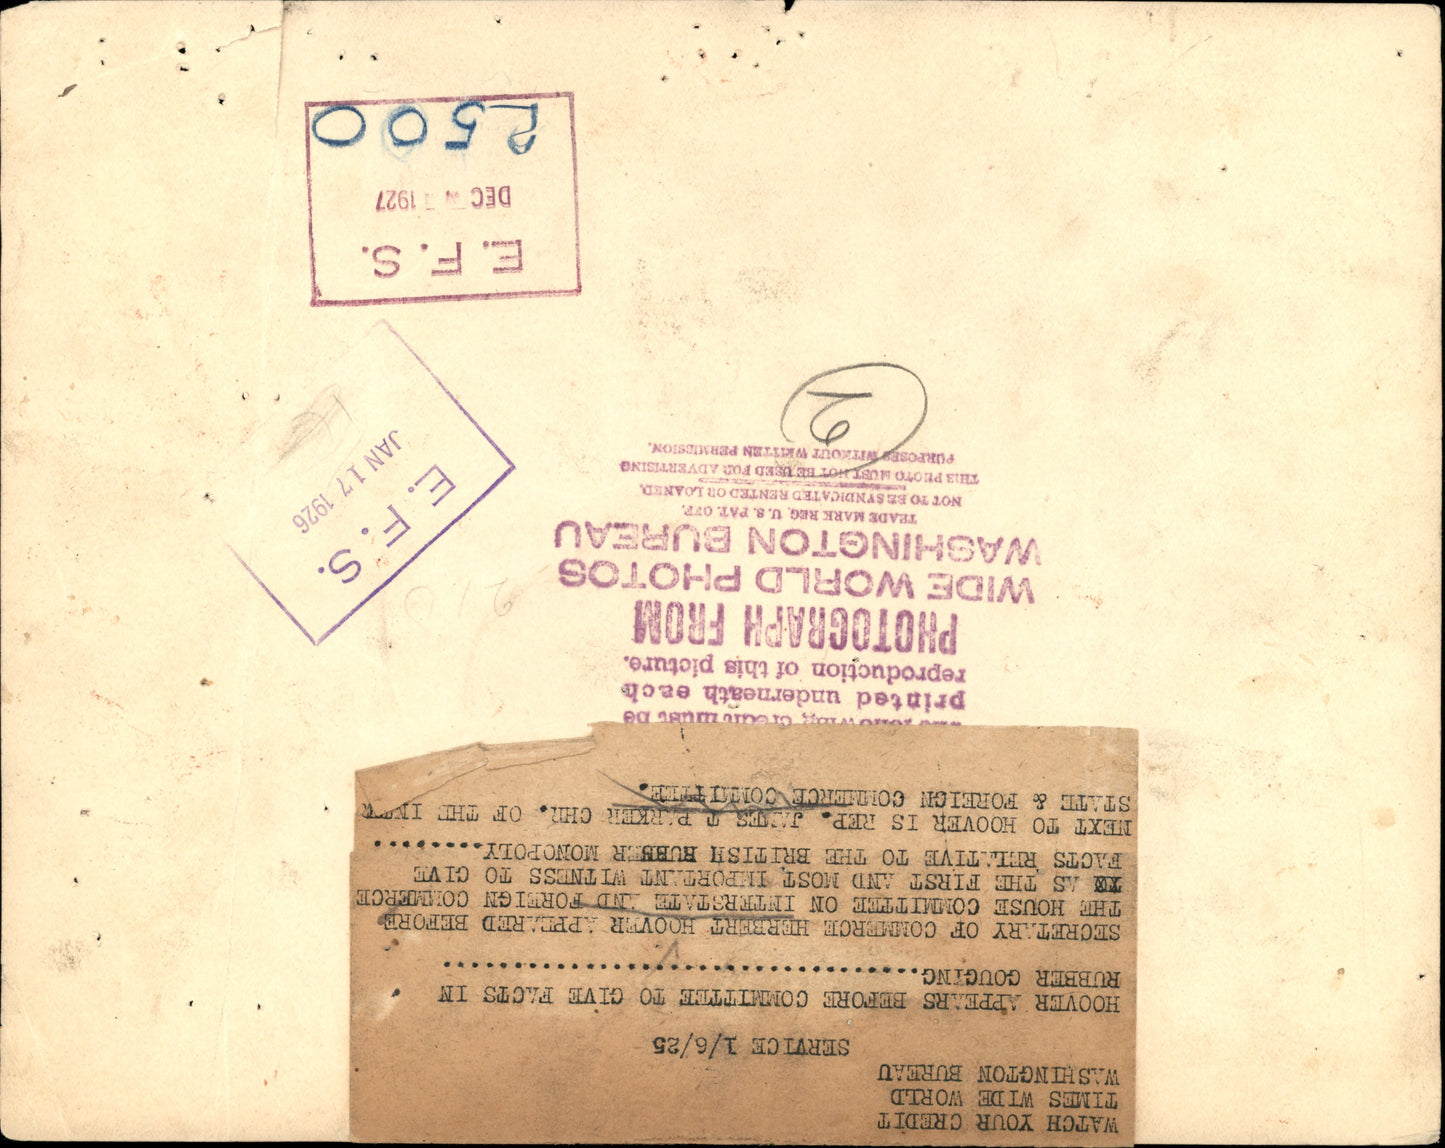 WATCH YOUR CREDIT
TIMES WIDE WORLD
WASHINGTON BUREAU
SERVICE 1/6/25
HOOVER APPEARS BEFORE COMMITTEE TO GIVE FACTS IN
RUBBER GOUGING..................................
SECRETARY OF COMMERCE HERBERT HOOVER APPEARED BEFORE
THE HOUSE COMMITTEE ON INTERSTATE AND FOREIGN COMMERCE
AS THE FIRST AND MOST IMPORTANT WITNESS TO GIVE
FACTS RELATIVE TO THE BRITISH RUBBER MONOPOLY........
NEXT TO HOOVER IS REP. JAMES T PARKER CHR. OF THE INTER
STATE & FOREIGN COMMERCE COMMITTEE.
The following credit must be
printed underneath each
reproduction of this picture.
PHOTOGRAPH FROM
WIDE WORLD PHOTOS
WASHINGTON BUREAU
TRADE MARK REG. U. S. PAT. OFF.
NOT TO BE SYNDICATED RENTED OR LOANED.
THIS PHOTO MUST NOT BE USED FOR ADVERTISING
PURPOSES WITHOUT WRITTEN PERMISSION.
2
E. F. S.
JAN 17 1926
E. F. S.
DEC 1927
2500